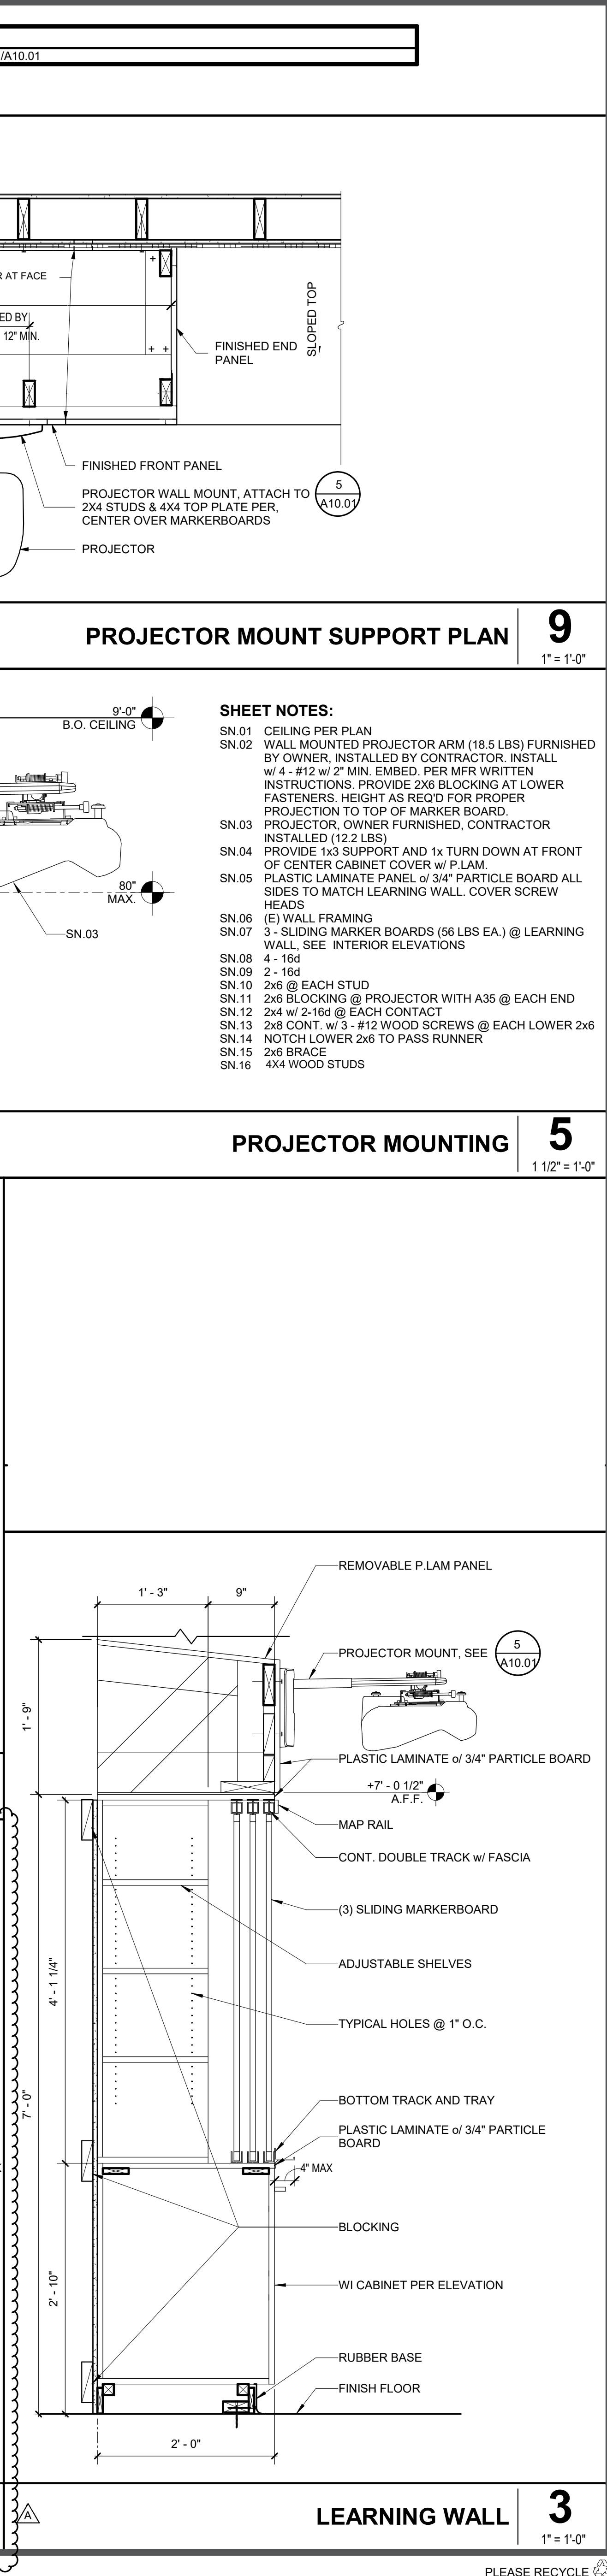 /A10.01
R AT FACE
ED BY
12" MIN.
FINISHED END
PANEL
SLOPED TOP
FINISHED FRONT PANEL
PROJECTOR WALL MOUNT, ATTACH TO
2X4 STUDS & 4X4 TOP PLATE PER,
CENTER OVER MARKERBOARDS
5
A10.01
PROJECTOR
PROJECTOR MOUNT SUPPORT PLAN
9
1" = 1'-0"
9'-0"
B.O. CEILING
80"
MAX.
SN.03
SHEET NOTES:
SN.01 CEILING PER PLAN
SN.02 WALL MOUNTED PROJECTOR ARM (18.5 LBS) FURNISHED
BY OWNER, INSTALLED BY CONTRACTOR. INSTALL
w/ 4 - #12 w/ 2" MIN. EMBED. PER MFR WRITTEN
INSTRUCTIONS. PROVIDE 2X6 BLOCKING AT LOWER
FASTENERS. HEIGHT AS REQ'D FOR PROPER
PROJECTION TO TOP OF MARKER BOARD.
SN.03 PROJECTOR, OWNER FURNISHED, CONTRACTOR
INSTALLED (12.2 LBS)
SN.04 PROVIDE 1x3 SUPPORT AND 1x TURN DOWN AT FRONT
OF CENTER CABINET COVER w/ P.LAM.
SN.05 PLASTIC LAMINATE PANEL o/ 3/4" PARTICLE BOARD ALL
SIDES TO MATCH LEARNING WALL. COVER SCREW
HEADS
SN.06 (E) WALL FRAMING
SN.07 3 - SLIDING MARKER BOARDS (56 LBS EA.) @ LEARNING
WALL, SEE INTERIOR ELEVATIONS
SN.08 4 - 16d
SN.09 2 - 16d
SN.10 2x6 @ EACH STUD
SN.11 2x6 BLOCKING @ PROJECTOR WITH A35 @ EACH END
SN.12 2x4 w/ 2-16d @ EACH CONTACT
SN.13 2x8 CONT. w/ 3 - #12 WOOD SCREWS @ EACH LOWER 2x6
SN.14 NOTCH LOWER 2x6 TO PASS RUNNER
SN.15 2x6 BRACE
SN.16 4X4 WOOD STUDS
PROJECTOR MOUNTING
5
1 1/2" = 1'-0"
REMOVABLE P.LAM PANEL
1' - 3"
9"
PROJECTOR MOUNT, SEE
5
A10.01
1' - 9"
PLASTIC LAMINATE o/ 3/4" PARTICLE BOARD
+7' - 0 1/2"
A.F.F.
MAP RAIL
CONT. DOUBLE TRACK w/ FASCIA
(3) SLIDING MARKERBOARD
ADJUSTABLE SHELVES
4' - 1 1/4"
TYPICAL HOLES @ 1" O.C.
7' - 0"
BOTTOM TRACK AND TRAY
PLASTIC LAMINATE o/ 3/4" PARTICLE
BOARD
4" MAX
BLOCKING
2' - 10"
WI CABINET PER ELEVATION
RUBBER BASE
FINISH FLOOR
2' - 0"
A
LEARNING WALL
3
1" = 1'-0"
PLEASE RECYCLE